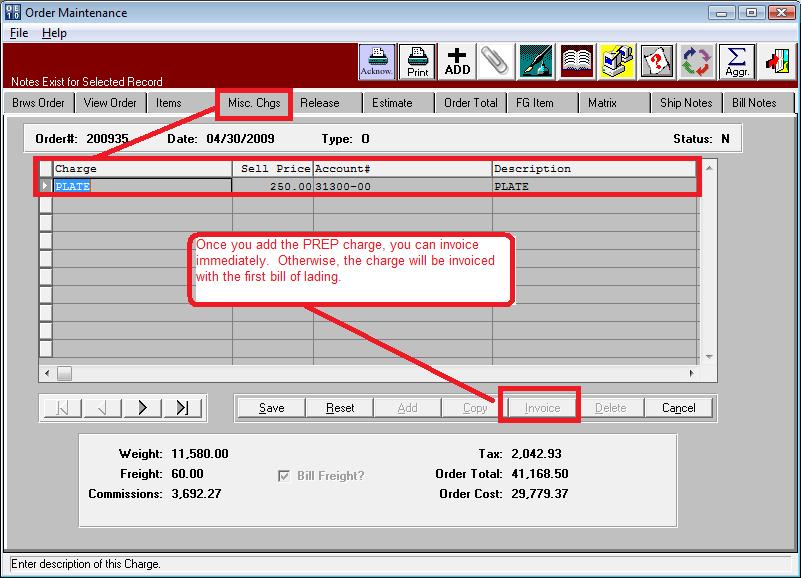 Order Maintenance
File Help
Acknow. Print ADD Aggr.
Notes Exist for Selected Record
Brws Order View Order Items Misc. Chgs Release Estimate Order Total FG Item Matrix Ship Notes Bill Notes
Order#: 200935 Date: 04/30/2009 Type: O Status: N
Charge Sell Price Account# Description
PLATE 250.00 31300-00 PLATE
Once you add the PREP charge, you can invoice
immediately. Otherwise, the charge will be invoiced
with the first bill of lading.
Save Reset Add Copy Invoice Delete Cancel
Weight: 11,580.00 Tax: 2,042.93
Freight: 60.00 Bill Freight? Order Total: 41,168.50
Commissions: 3,692.27 Order Cost: 29,779.37
Enter description of this Charge.